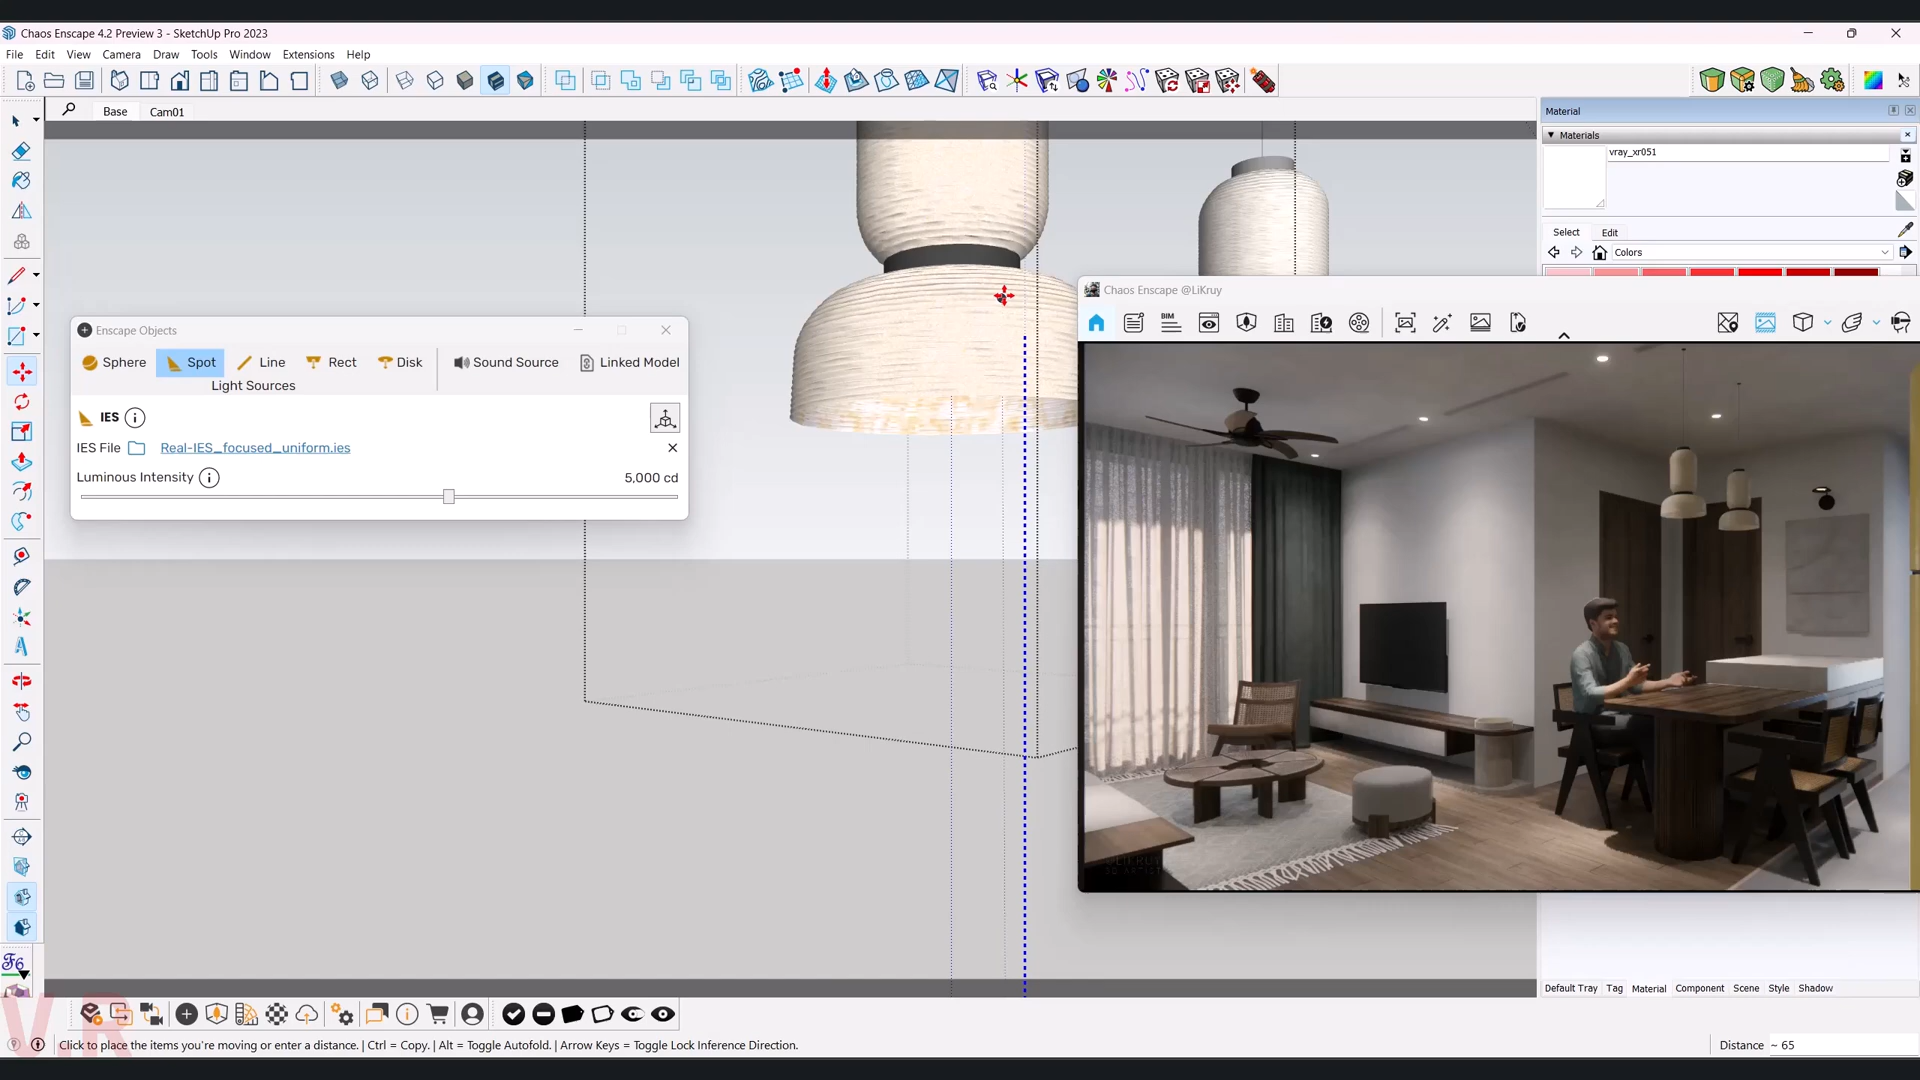 Chaos Enscape 4.2 Preview 3 - SketchUp Pro 2023
File Edit View Camera Draw Tools Window Extensions Help
Base Cam01
Material
Materials
vray_xr051
Select Edit
Colors
Chaos Enscape @LiKruy
BIM
Enscape Objects
Sphere Spot Line Rect Disk Sound Source Linked Model
Light Sources
IES
IES File Real-IES_focused_uniform.ies
Luminous Intensity 5,000 cd
Default Tray Tag Material Component Scene Style Shadow
Click to place the items you're moving or enter a distance. | Ctrl = Copy. | Alt = Toggle Autofold. | Arrow Keys = Toggle Lock Inference Direction.
Distance ~ 65